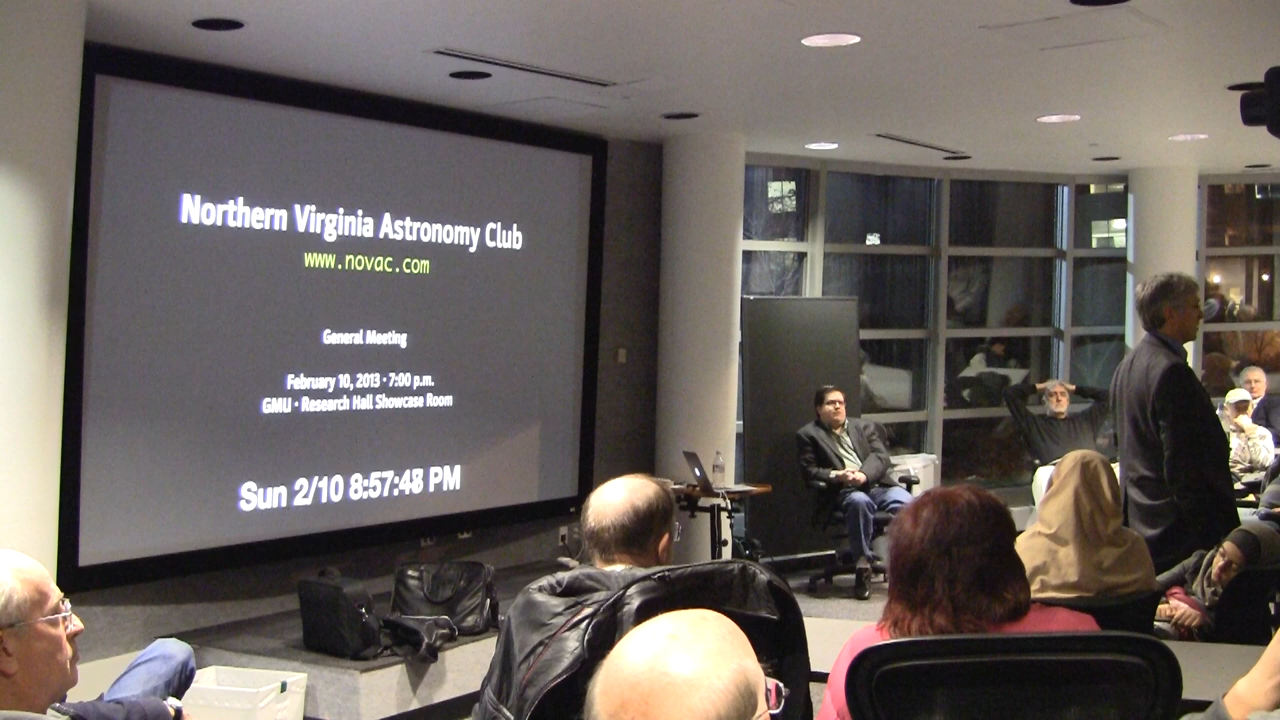 Northern Virginia Astronomy Club
www.novac.com
General Meeting
February 10, 2013 • 7:00 p.m.
GMU • Research Hall Showcase Room
Sun 2/10 8:57:48 PM